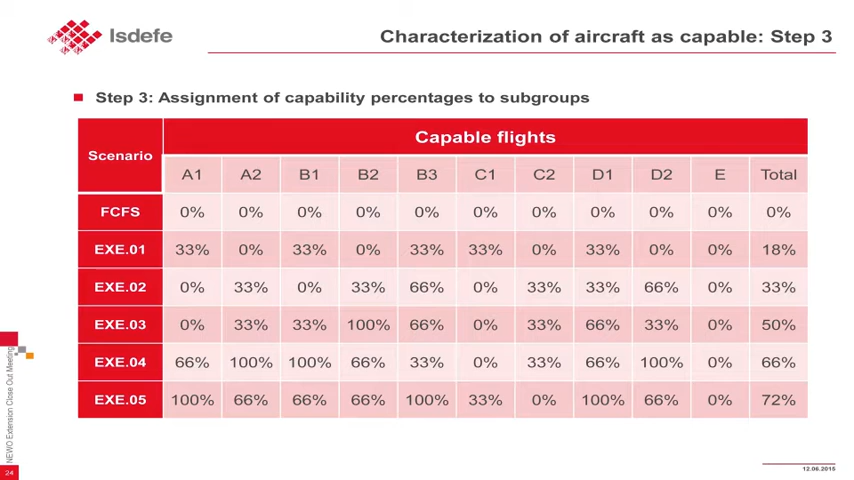 Isdefe
Characterization of aircraft as capable: Step 3
Step 3: Assignment of capability percentages to subgroups
Scenario
Capable flights
A1 A2 B1 B2 B3 C1 C2 D1 D2 E Total
FCFS 0% 0% 0% 0% 0% 0% 0% 0% 0% 0% 0%
EXE.01 33% 0% 33% 0% 33% 33% 0% 33% 0% 0% 18%
EXE.02 0% 33% 0% 33% 66% 0% 33% 33% 66% 0% 33%
EXE.03 0% 33% 33% 100% 66% 0% 33% 66% 33% 0% 50%
EXE.04 66% 100% 100% 66% 33% 0% 33% 66% 100% 0% 66%
EXE.05 100% 66% 66% 66% 100% 33% 0% 100% 66% 0% 72%
NEWO Extension Close Out Meeting
24
12.06.2015